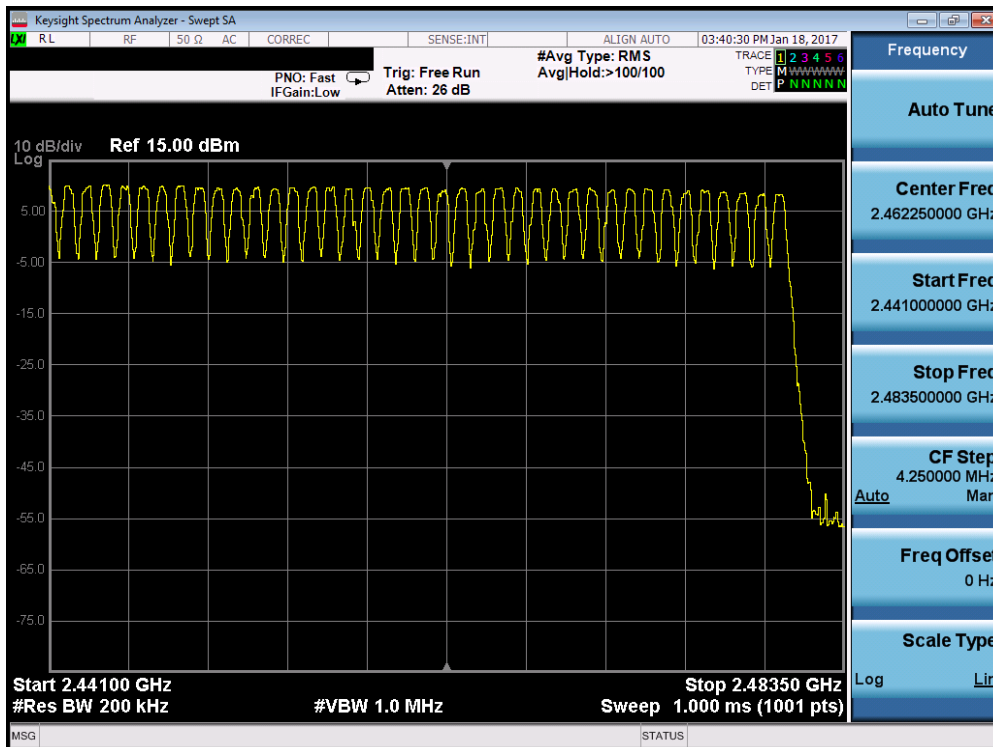 Keysight Spectrum Analyzer - Swept SA
LXI RL RF 50 Ω AC CORREC SENSE:INT ALIGN AUTO 03:40:30 PM Jan 18, 2017
Frequency
PNO: Fast
IFGain:Low
Trig: Free Run
Atten: 26 dB
#Avg Type: RMS
Avg|Hold:>100/100
TRACE 1 2 3 4 5 6
TYPE M WWWWW
DET P N N N N N
Auto Tune
10 dB/div Ref 15.00 dBm
Log
5.00
-5.00
-15.0
-25.0
-35.0
-45.0
-55.0
-65.0
-75.0
Center Freq
2.462250000 GHz
Start Freq
2.441000000 GHz
Stop Freq
2.483500000 GHz
CF Step
4.250000 MHz
Auto Man
Freq Offset
0 Hz
Scale Type
Log Lin
Start 2.44100 GHz Stop 2.48350 GHz
#Res BW 200 kHz #VBW 1.0 MHz Sweep 1.000 ms (1001 pts)
MSG STATUS